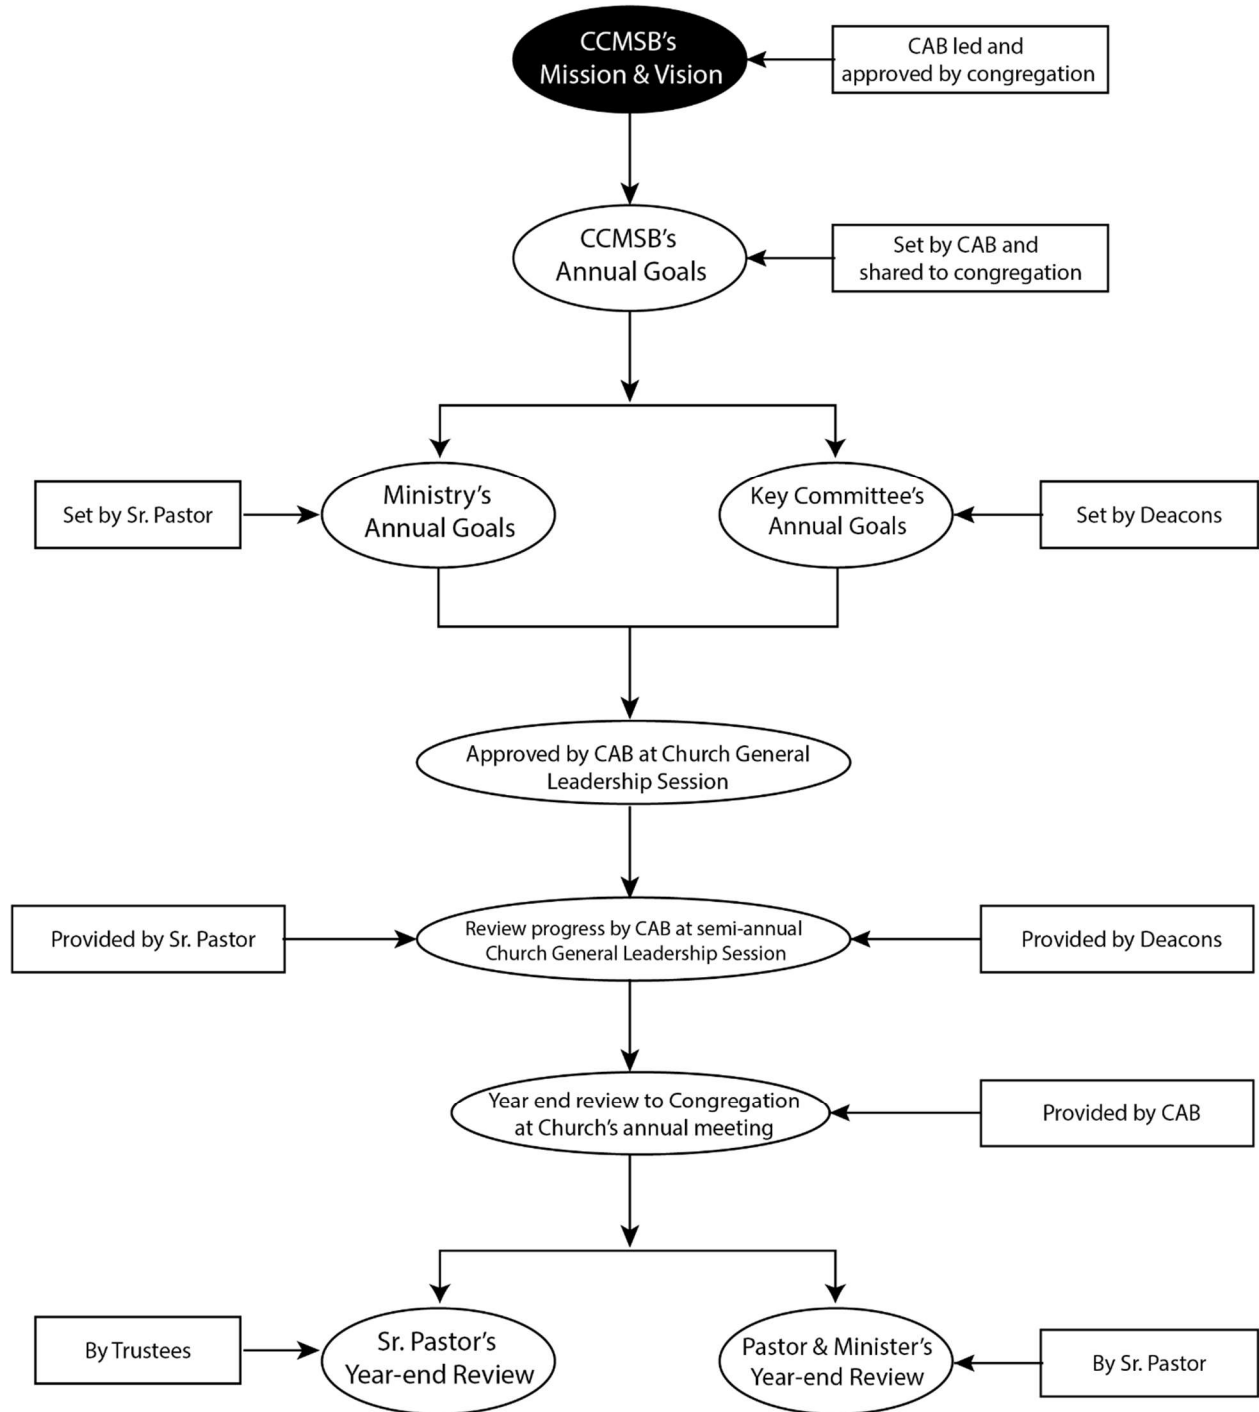 CCMSB’s
Mission & Vision
CAB led and
approved by congregation
CCMSB’s
Annual Goals
Set by CAB and
shared to congregation
Set by Sr. Pastor
Ministry’s
Annual Goals
Key Committee’s
Annual Goals
Set by Deacons
Approved by CAB at Church General
Leadership Session
Provided by Sr. Pastor
Review progress by CAB at semi-annual
Church General Leadership Session
Provided by Deacons
Year end review to Congregation
at Church’s annual meeting
Provided by CAB
By Trustees
Sr. Pastor’s
Year-end Review
Pastor & Minister’s
Year-end Review
By Sr. Pastor